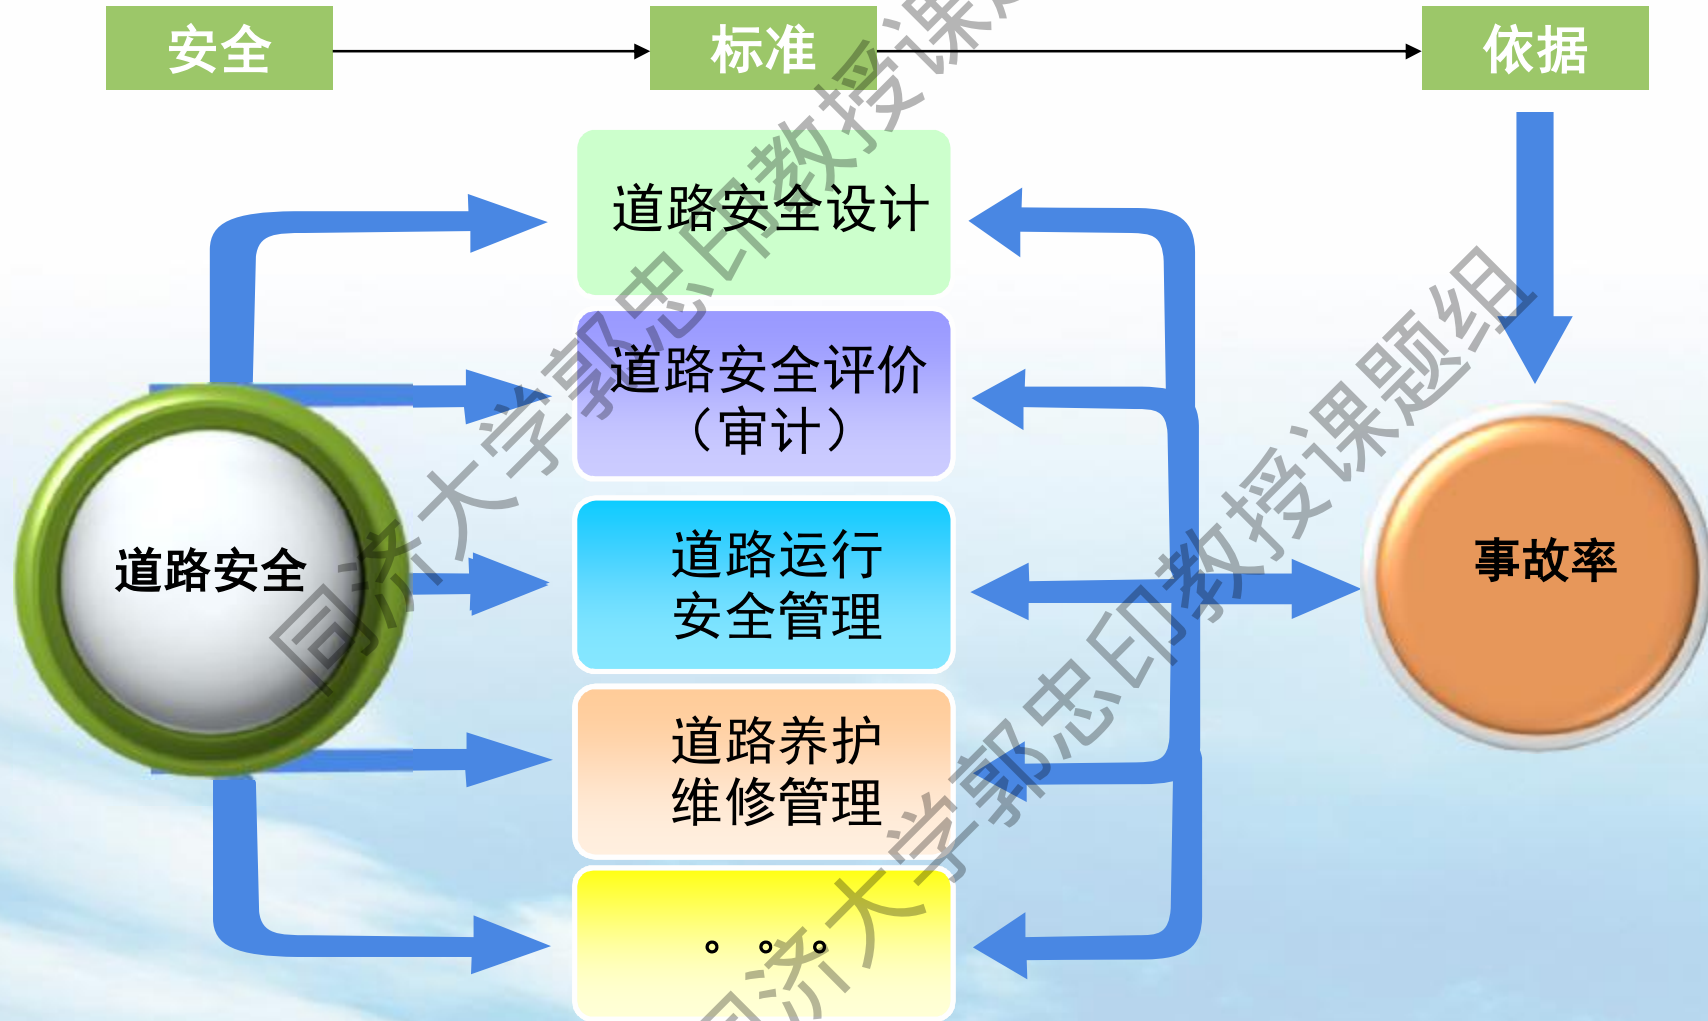 安全
标准
依据
道路安全设计
道路安全评价
（审计）
道路安全
道路运行
安全管理
事故率
道路养护
维修管理
。。。
同济大学郭忠印教授课题
同济大学郭忠印教授课题组